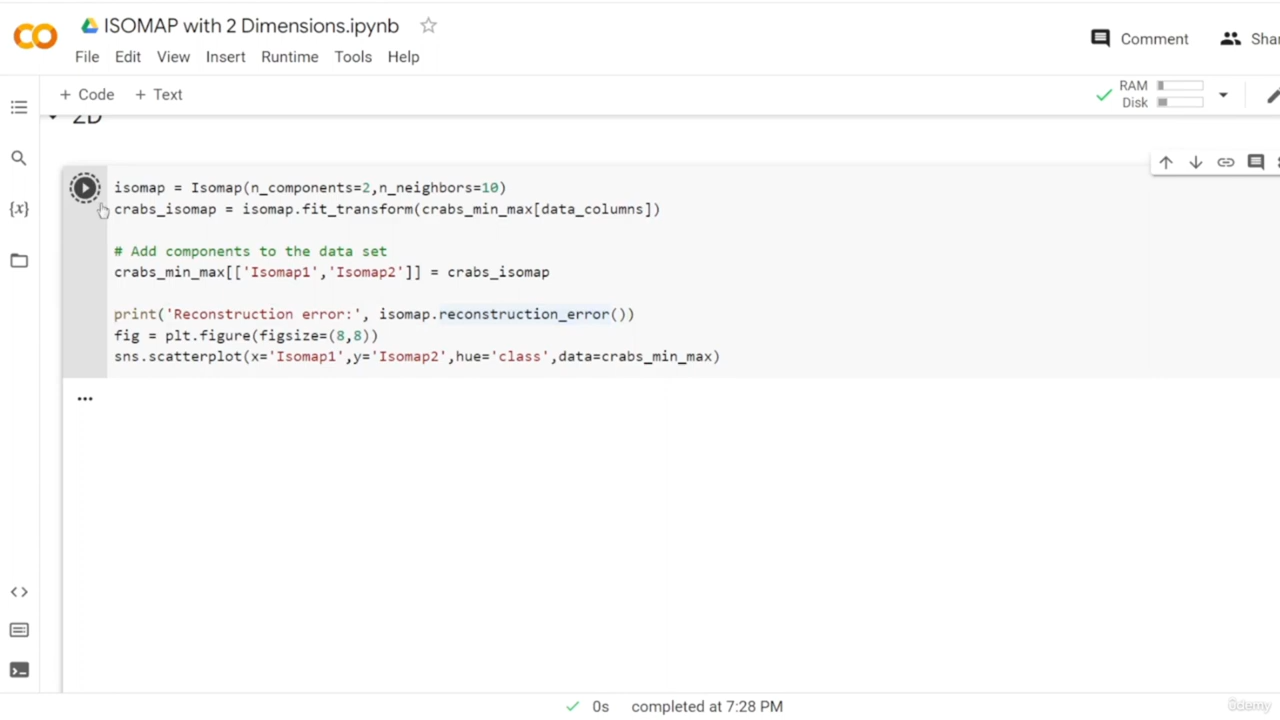 ISOMAP with 2 Dimensions.ipynb
Comment
File Edit View Insert Runtime Tools Help
+ Code + Text
RAM
Disk
2D
isomap = Isomap(n_components=2,n_neighbors=10)
crabs_isomap = isomap.fit_transform(crabs_min_max[data_columns])
# Add components to the data set
crabs_min_max[['Isomap1','Isomap2']] = crabs_isomap
print('Reconstruction error:', isomap.reconstruction_error())
fig = plt.figure(figsize=(8,8))
sns.scatterplot(x='Isomap1',y='Isomap2',hue='class',data=crabs_min_max)
...
0s completed at 7:28 PM
ûdemy